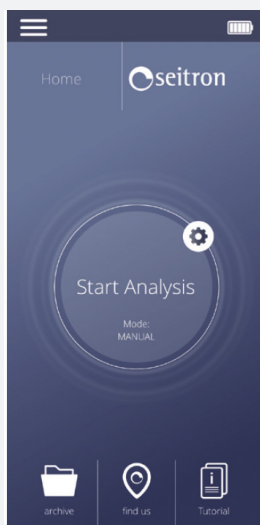 Home
seitron
Start Analysis
Mode:
MANUAL
archive
find us
Tutorial